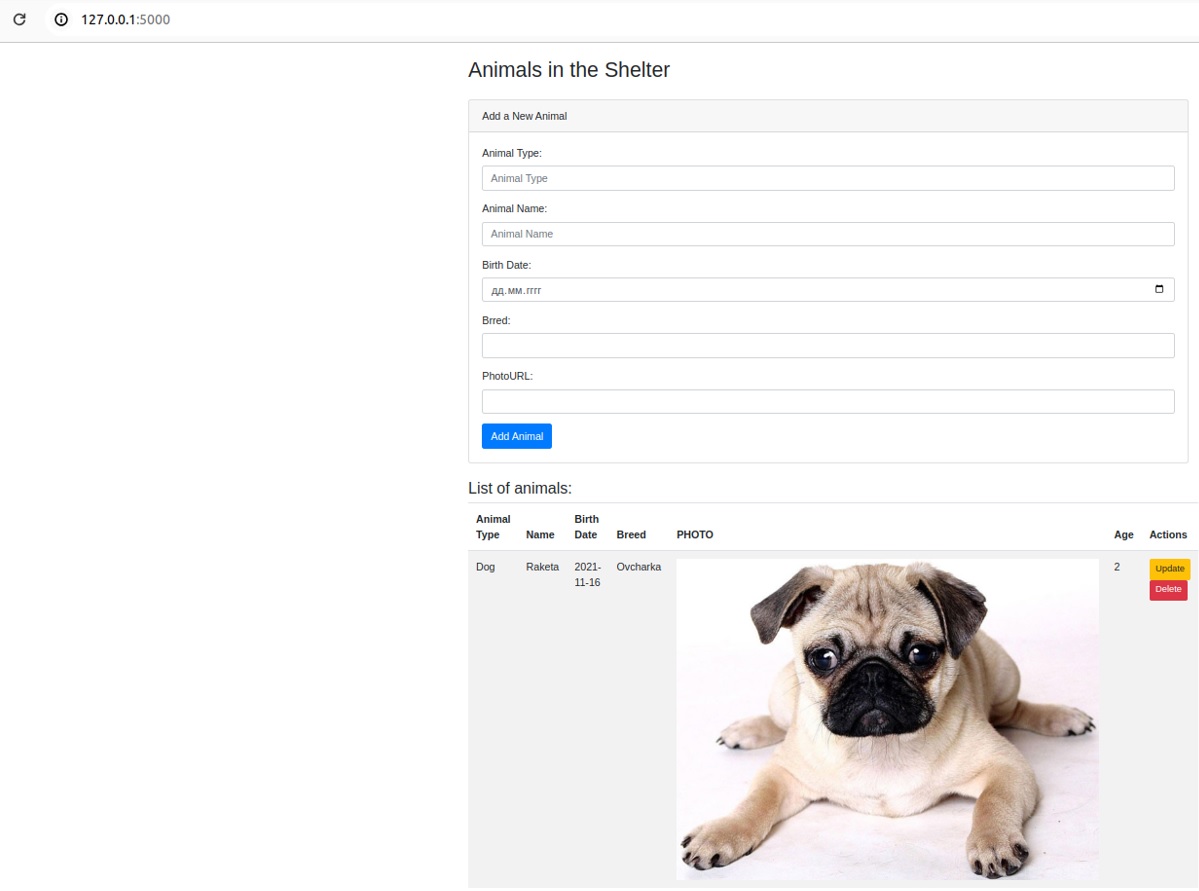 127.0.0.1:5000
Animals in the Shelter
Add a New Animal
Animal Type:
Animal Type
Animal Name:
Animal Name
Birth Date:
дд.мм.гггг
Brred:
PhotoURL:
Add Animal
List of animals:
Animal Type Name Birth Date Breed PHOTO Age Actions
Dog Raketa 2021-11-16 Ovcharka 2 Update
Delete